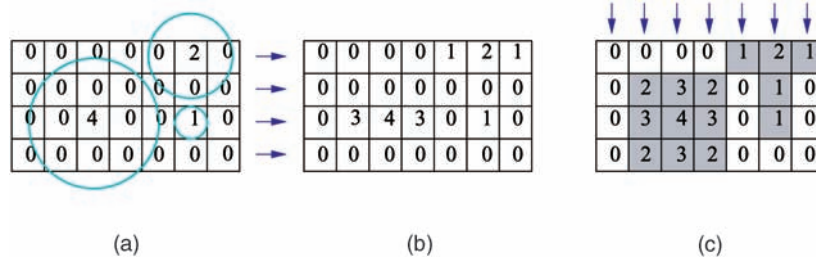 0 0 0 0 0 2 0
0 0 0 0 0 0 0
0 0 4 0 0 1 0
0 0 0 0 0 0 0
(a)
0 0 0 0 1 2 1
0 0 0 0 0 0 0
0 3 4 3 0 1 0
0 0 0 0 0 0 0
(b)
0 0 0 0 1 2 1
0 2 3 2 0 1 0
0 3 4 3 0 1 0
0 2 3 2 0 0 0
(c)